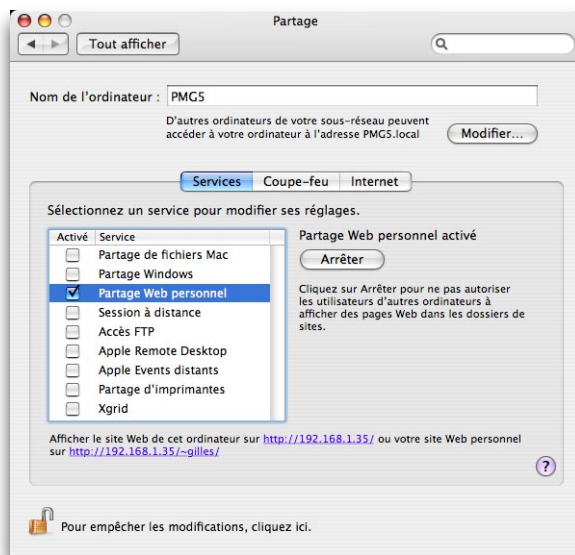 Partage
Tout afficher
Nom de l'ordinateur : PMG5
D'autres ordinateurs de votre sous-réseau peuvent
accéder à votre ordinateur à l'adresse PMG5.local
Modifier...
Services Coupe-feu Internet
Sélectionnez un service pour modifier ses réglages.
Activé Service
Partage de fichiers Mac
Partage Windows
Partage Web personnel
Session à distance
Accès FTP
Apple Remote Desktop
Apple Events distants
Partage d'imprimantes
Xgrid
Partage Web personnel activé
Arrêter
Cliquez sur Arrêter pour ne pas autoriser
les utilisateurs d'autres ordinateurs à
afficher des pages Web dans les dossiers de
sites.
Afficher le site Web de cet ordinateur sur http://192.168.1.35/ ou votre site Web personnel
sur http://192.168.1.35/~gilles/
?
Pour empêcher les modifications, cliquez ici.